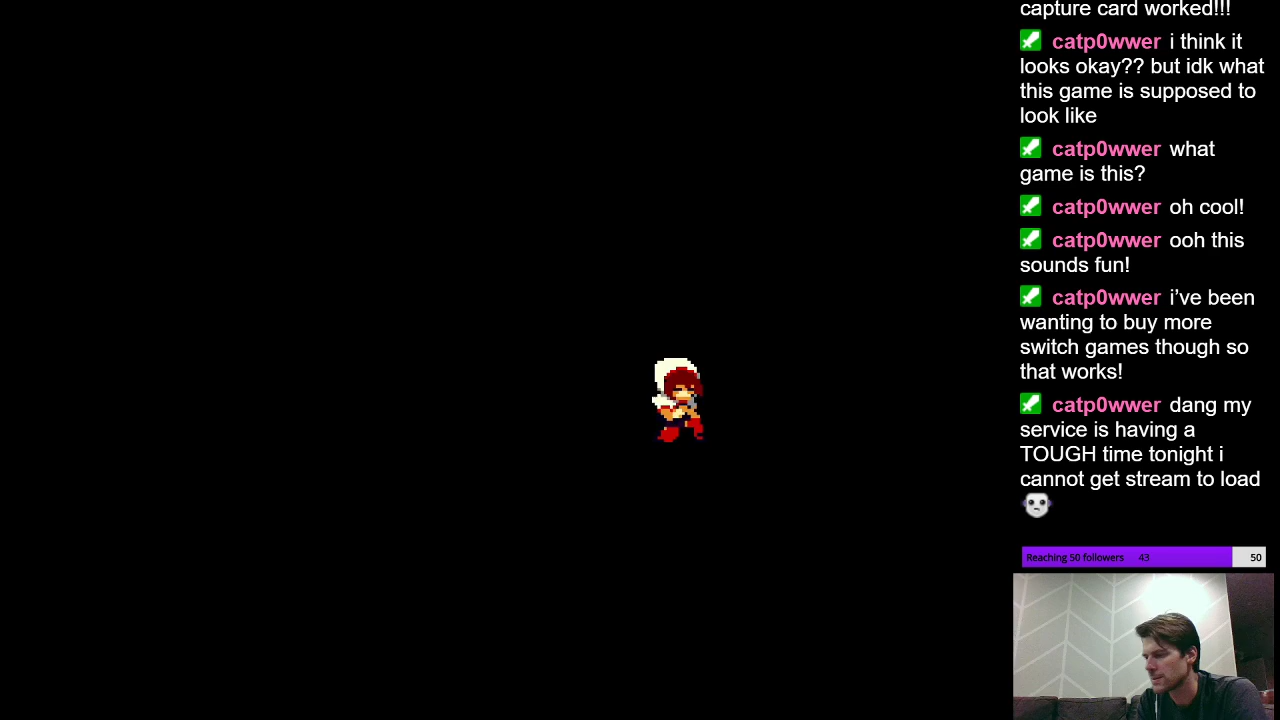 capture card worked!!!
catp0wwer i think it
looks okay?? but idk what
this game is supposed to
look like
catp0wwer what
game is this?
catp0wwer oh cool!
catp0wwer ooh this
sounds fun!
catp0wwer i've been
wanting to buy more
switch games though so
that works!
catp0wwer dang my
service is having a
TOUGH time tonight i
cannot get stream to load
Reaching 50 followers 43 50